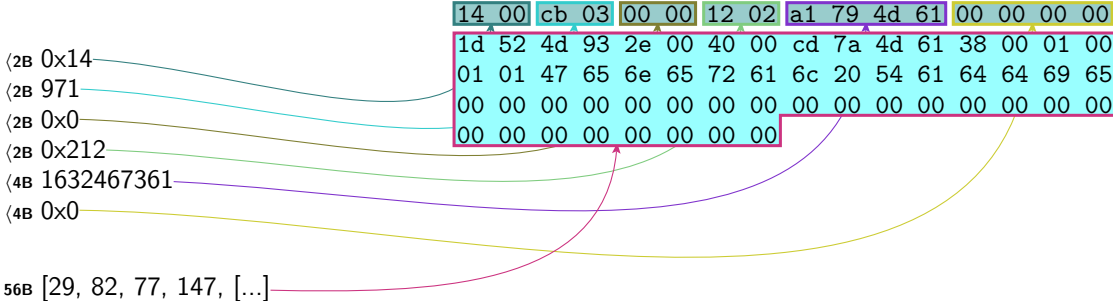 14 00 cb 03 00 00 12 02 a1 79 4d 61 00 00 00 00
1d 52 4d 93 2e 00 40 00 cd 7a 4d 61 38 00 01 00
01 01 47 65 6e 65 72 61 6c 20 54 61 64 64 69 65
00 00 00 00 00 00 00 00 00 00 00 00 00 00 00 00
00 00 00 00 00 00 00 00
⟨2B 0x14
⟨2B 971
⟨2B 0x0
⟨2B 0x212
⟨4B 1632467361
⟨4B 0x0
56B [29, 82, 77, 147, [...]